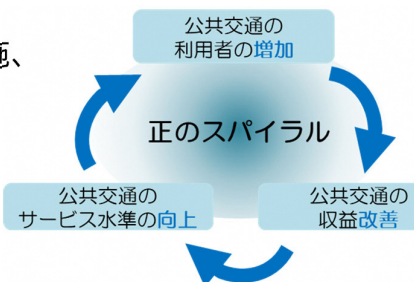 施、
公共交通の
利用者の増加
正のスパイラル
公共交通の
サービス水準の向上
公共交通の
収益改善